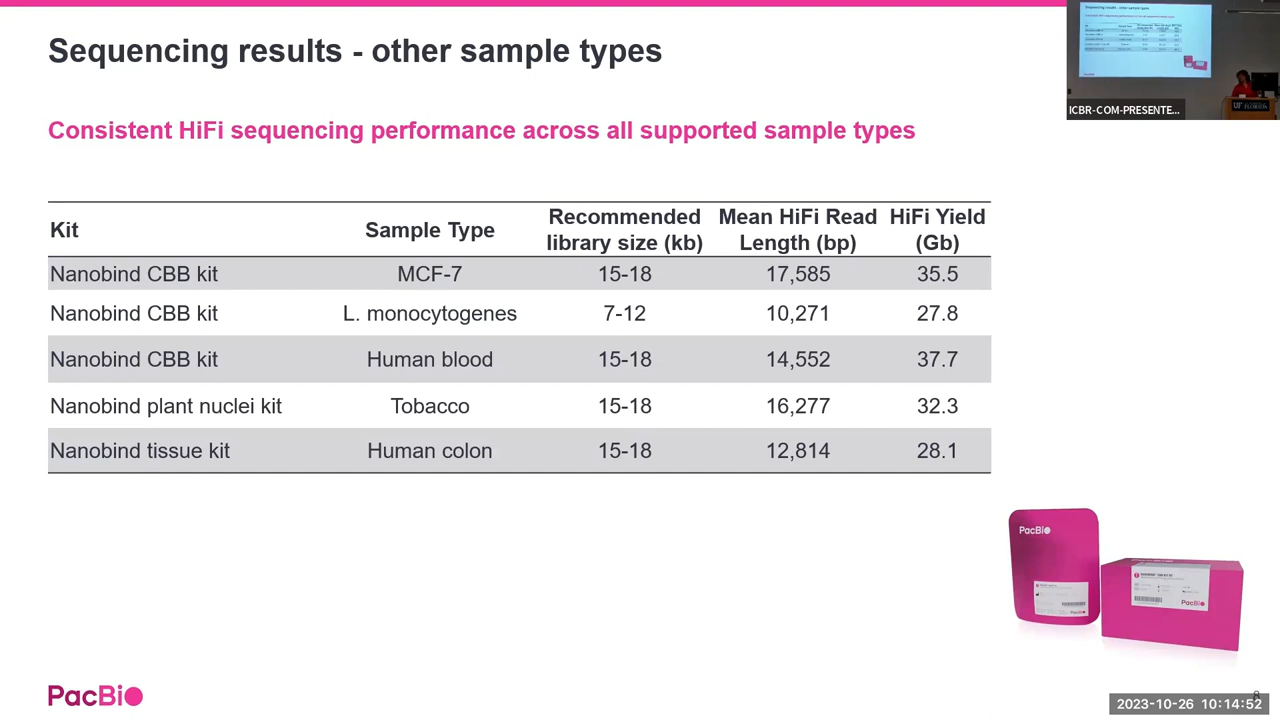 Sequencing results - other sample types
ICBR-COM-PRESENTE...
Consistent HiFi sequencing performance across all supported sample types
Kit Sample Type Recommended library size (kb) Mean HiFi Read Length (bp) HiFi Yield (Gb)
Nanobind CBB kit MCF-7 15-18 17,585 35.5
Nanobind CBB kit L. monocytogenes 7-12 10,271 27.8
Nanobind CBB kit Human blood 15-18 14,552 37.7
Nanobind plant nuclei kit Tobacco 15-18 16,277 32.3
Nanobind tissue kit Human colon 15-18 12,814 28.1
PacBio
PacBio
PacBio
8
2023-10-26 10:14:52